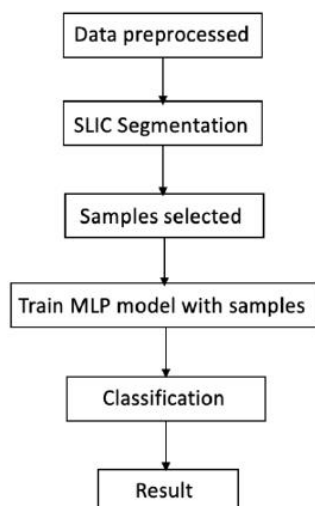 Data preprocessed
SLIC Segmentation
Samples selected
Train MLP model with samples
Classification
Result